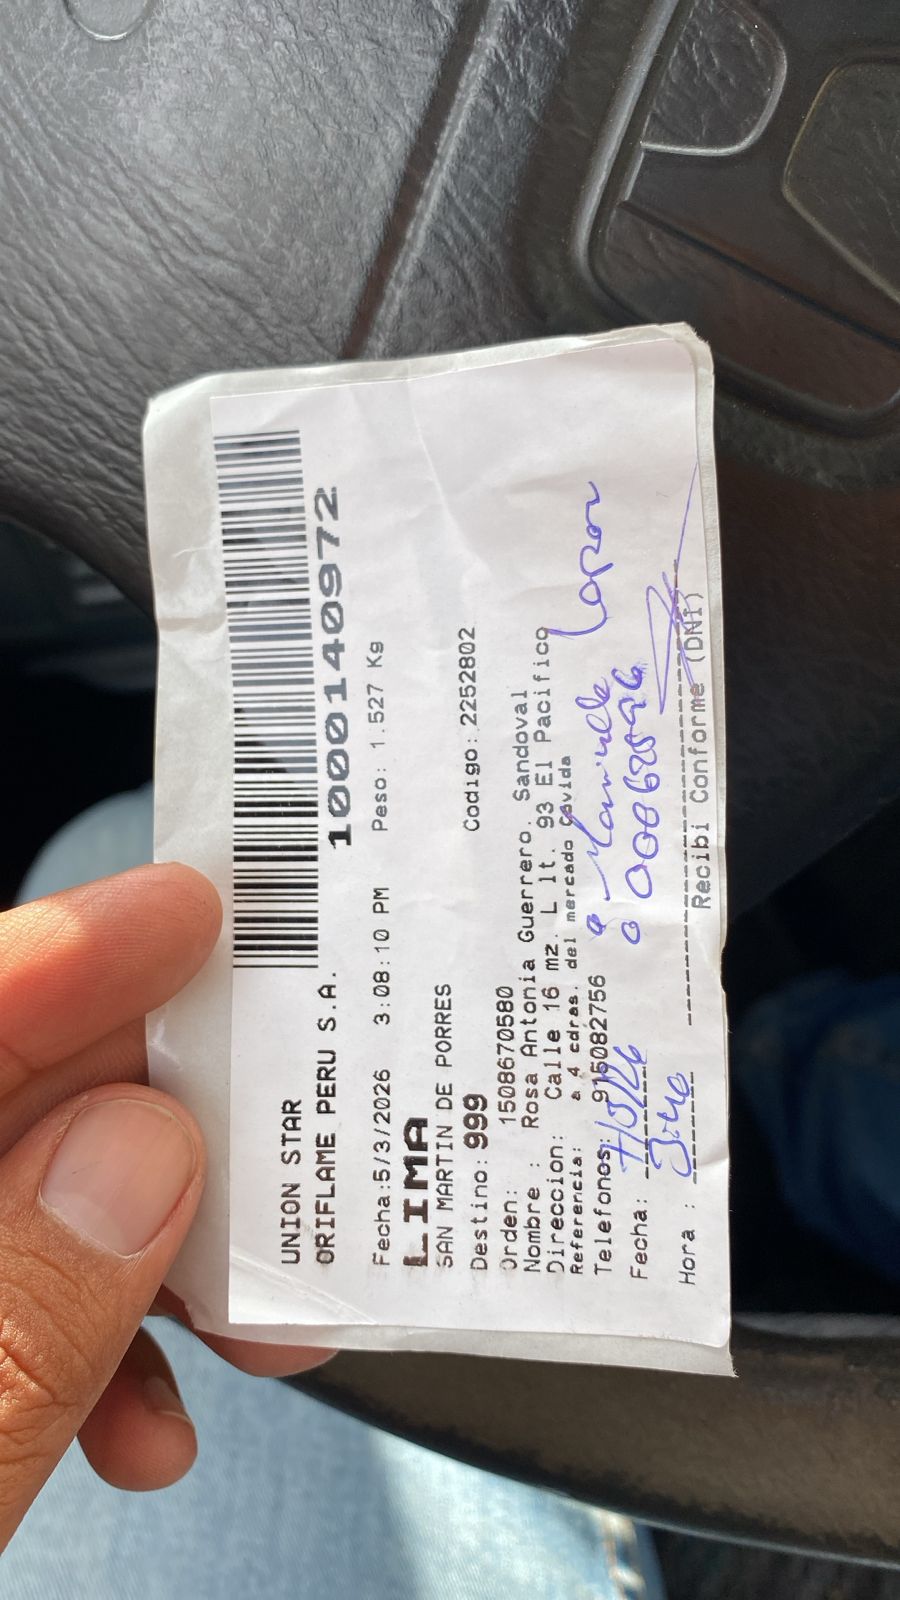 UNION STAR
ORIFLAME PERU S.A. 1000140972
Fecha:5/3/2026 3:08:10 PM Peso: 1.527 Kg
LIMA
SAN MARTIN DE PORRES
Destino: 999 Codigo: 2252802
Orden: 1508670580
Nombre : Rosa Antonia Guerrero. Sandoval
Direccion: Calle 16 mz. L lt. 93 El Pacifico
Referencia: a 4 cdras. del mercado Covida
Telefonos: 915082756
Fecha:
Hora : 3:40
Recibi Conforme (DNI)